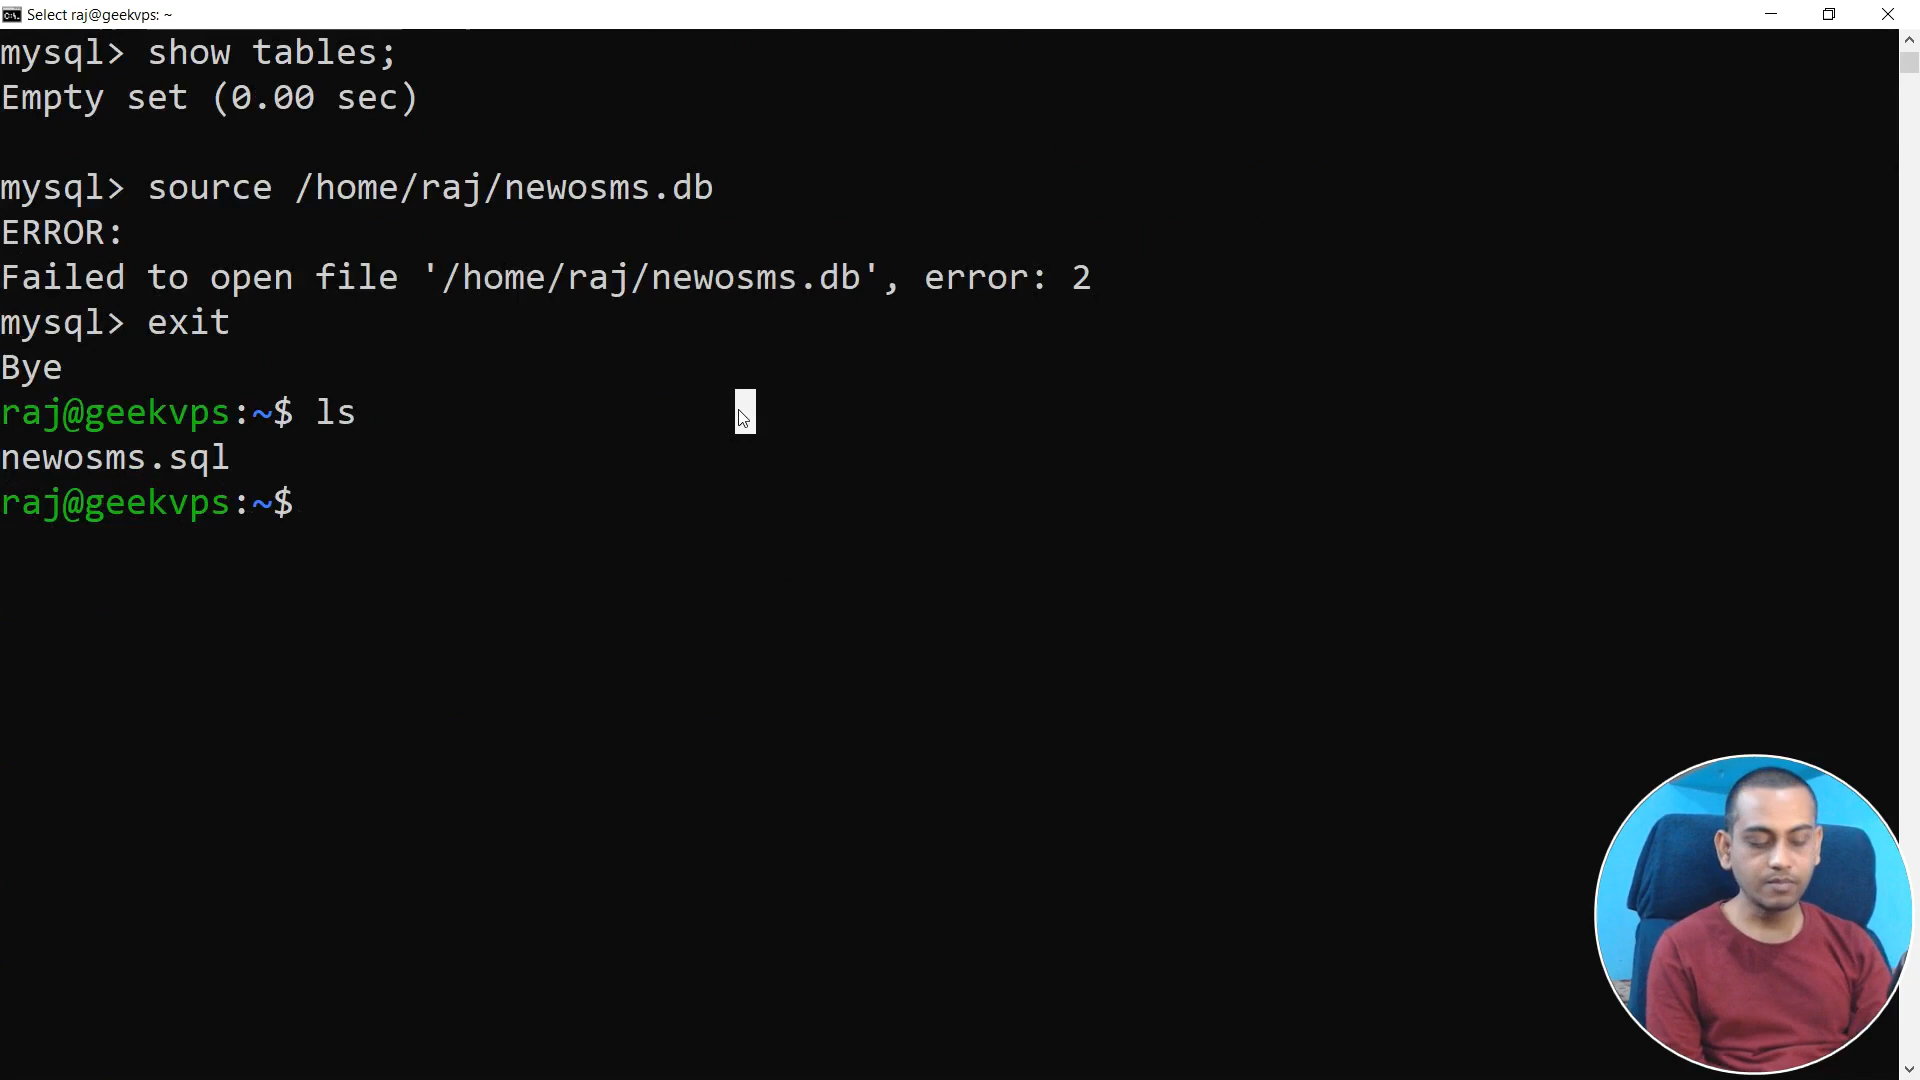 Select raj@geekvps: ~
mysql> show tables;
Empty set (0.00 sec)
mysql> source /home/raj/newosms.db
ERROR:
Failed to open file '/home/raj/newosms.db', error: 2
mysql> exit
Bye
raj@geekvps:~$ ls
newosms.sql
raj@geekvps:~$